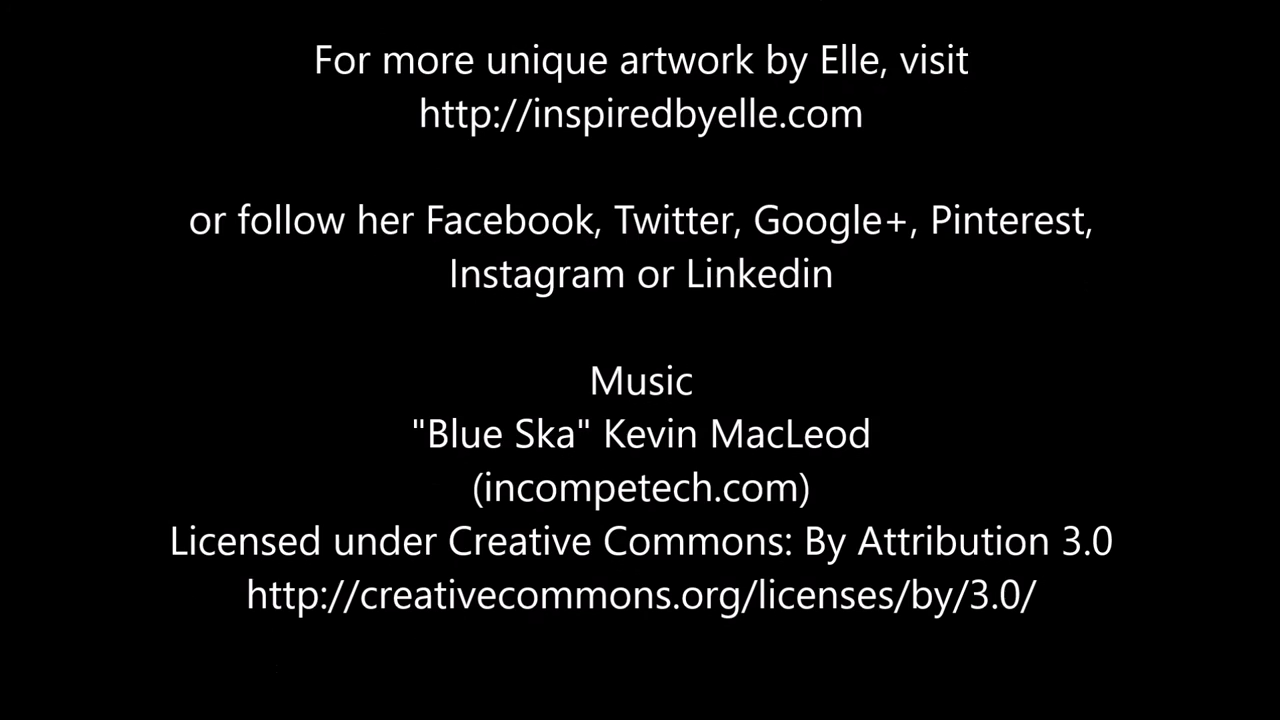 For more unique artwork by Elle, visit
http://inspiredbyelle.com
or follow her Facebook, Twitter, Google+, Pinterest,
Instagram or Linkedin
Music
"Blue Ska" Kevin MacLeod
(incompetech.com)
Licensed under Creative Commons: By Attribution 3.0
http://creativecommons.org/licenses/by/3.0/